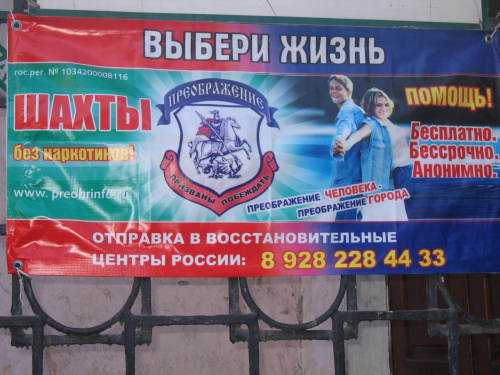 ВЫБЕРИ ЖИЗНЬ
гос.рег. № 1034200008116
ШАХТЫ
без наркотиков!
www.preobrinfo.ru
ПРЕОБРАЖЕНИЕ
ПРИЗВАНЫ ПОБЕЖДАТЬ
ПОМОЩЬ!
Бесплатно.
Бессрочно.
Анонимно.
ПРЕОБРАЖЕНИЕ ЧЕЛОВЕКА -
ПРЕОБРАЖЕНИЕ ГОРОДА
ОТПРАВКА В ВОССТАНОВИТЕЛЬНЫЕ
ЦЕНТРЫ РОССИИ: 8 928 228 44 33